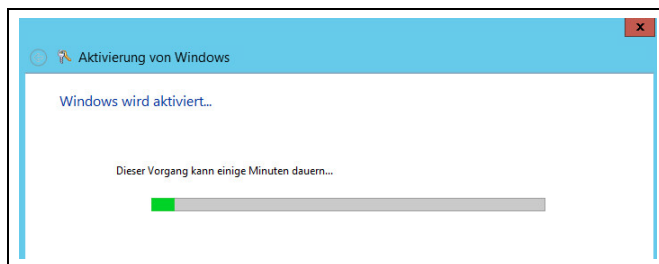 x
Aktivierung von Windows
Windows wird aktiviert...
Dieser Vorgang kann einige Minuten dauern...